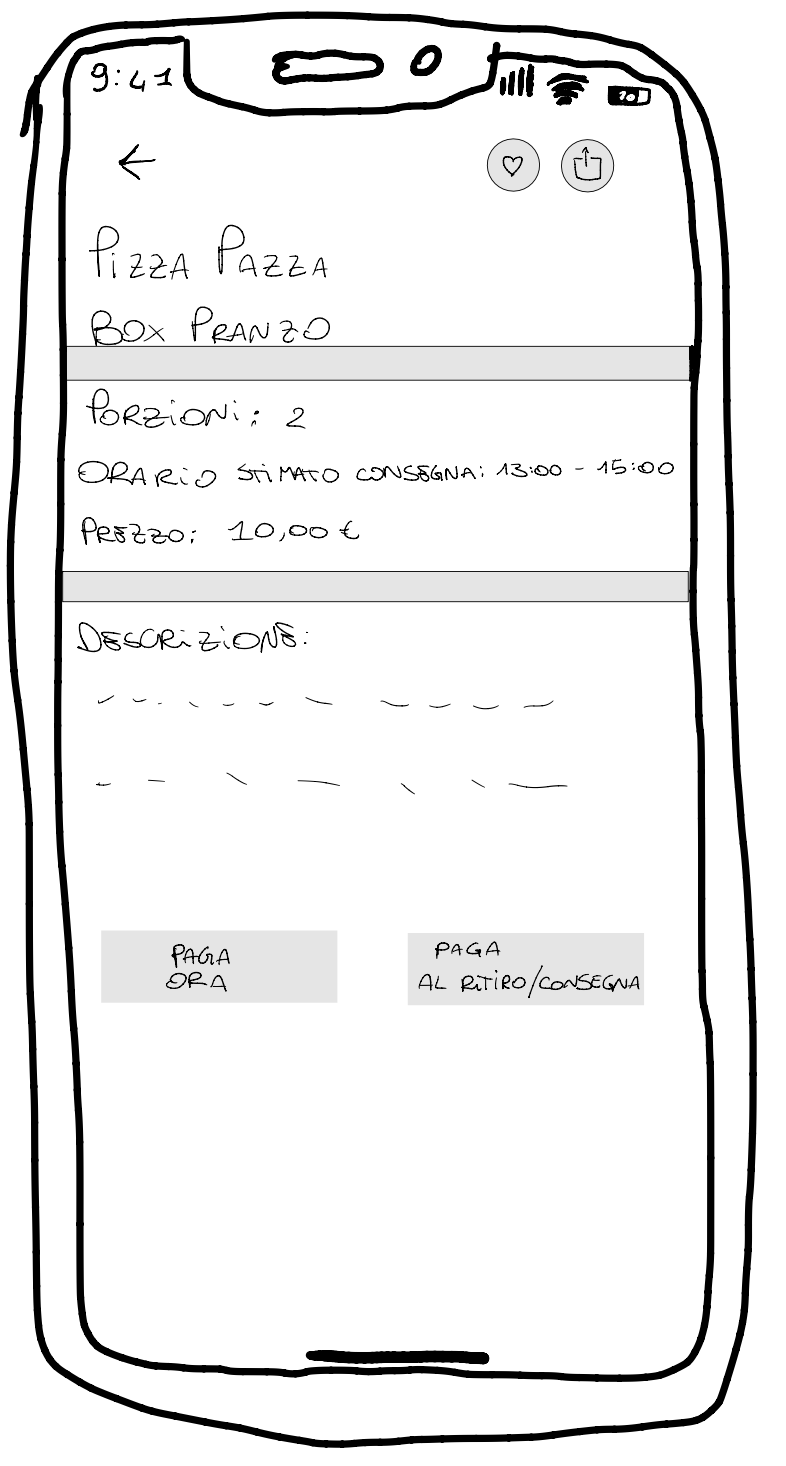 9:41
70
PIZZA PAZZA
BOX PRANZO
PORZIONI: 2
ORARIO STIMATO CONSEGNA: 13:00 - 15:00
PREZZO: 10,00 €
DESCRIZIONE:
PAGA
ORA
PAGA
AL RITIRO/CONSEGNA